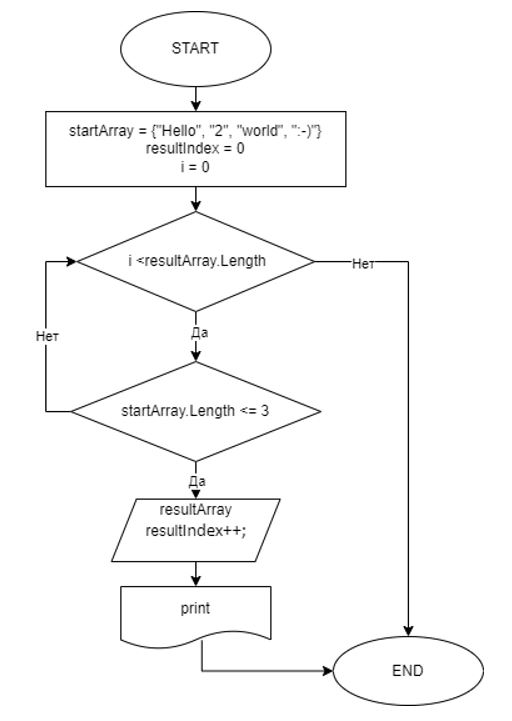 START
startArray = {"Hello", "2", "world", ":-)"}
resultIndex = 0
i = 0
i <resultArray.Length
Нет
Да
Нет
startArray.Length <= 3
Да
resultArray
resultIndex++;
print
END